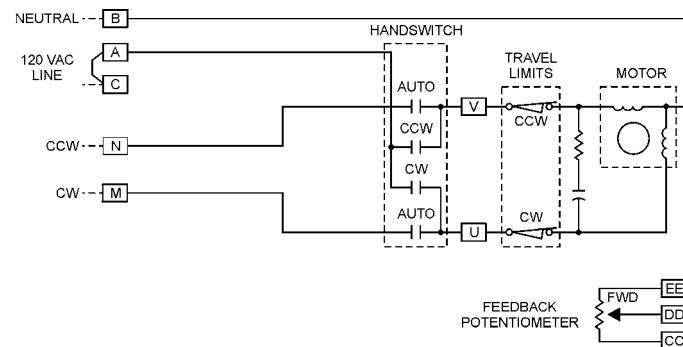 NEUTRAL
B
HANDSWITCH
A
120 VAC
LINE
C
TRAVEL
LIMITS
MOTOR
AUTO
V
CCW
CCW
CCW
N
CW
CW
M
AUTO
U
CW
FEEDBACK
POTENTIOMETER
FWD
EE
DD
CC